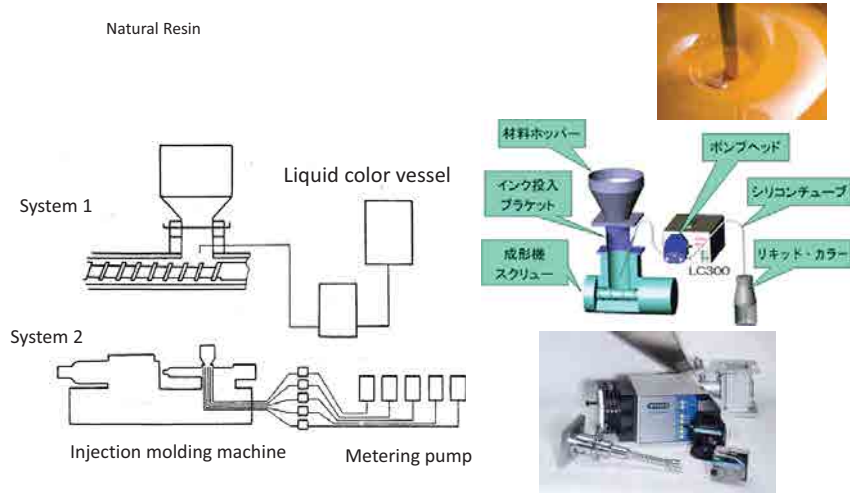 Natural Resin
System 1
Liquid color vessel
System 2
Injection molding machine
Metering pump
材料ホッパー
ポンプヘッド
インク投入
ブラケット
シリコンチューブ
成形機
スクリュー
LC300
リキッド・カラー